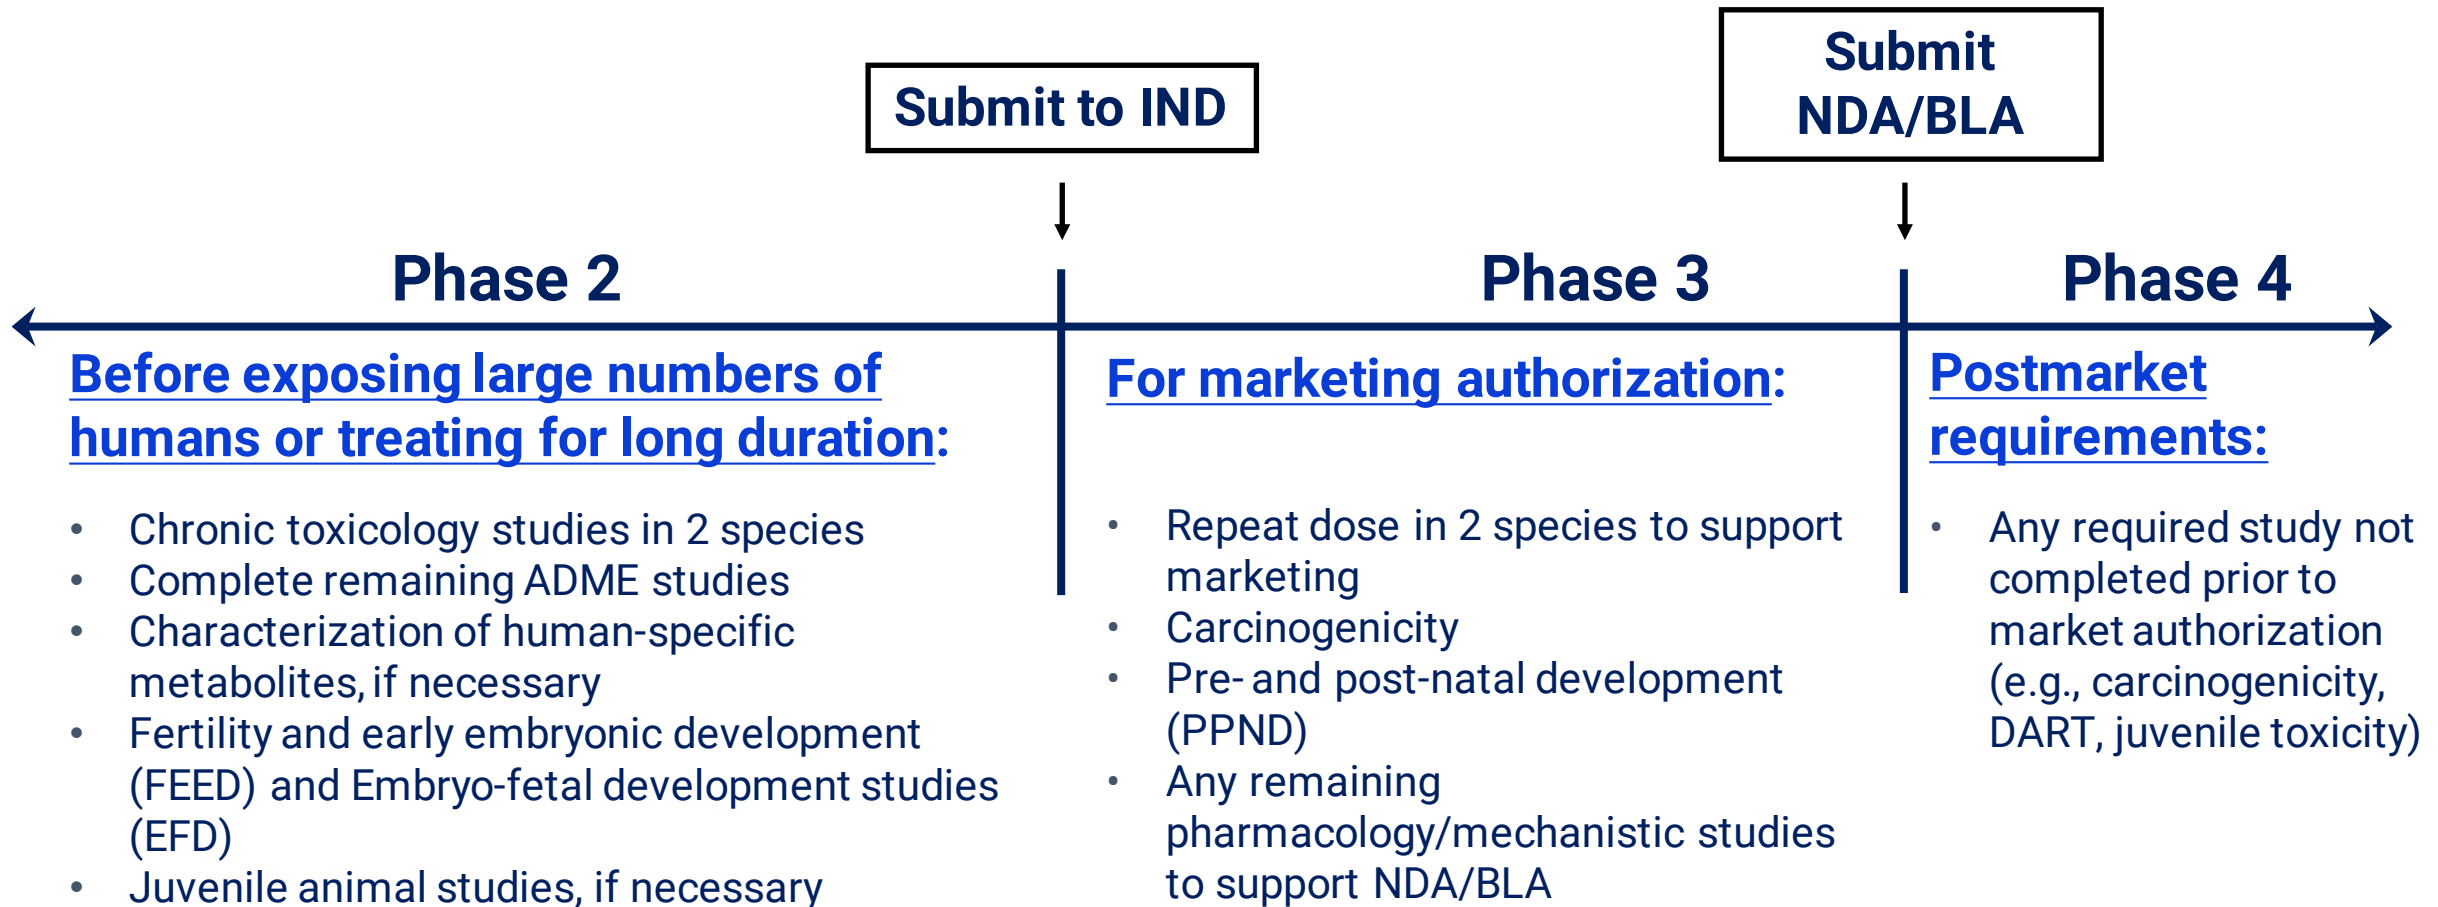 Submit to IND
Submit
NDA/BLA
Phase 2
Phase 3
Phase 4
Before exposing large numbers of
humans or treating for long duration:
• Chronic toxicology studies in 2 species
• Complete remaining ADME studies
• Characterization of human-specific
metabolites, if necessary
• Fertility and early embryonic development
(FEED) and Embryo-fetal development studies
(EFD)
• Juvenile animal studies, if necessary
For marketing authorization:
• Repeat dose in 2 species to support
marketing
• Carcinogenicity
• Pre- and post-natal development
(PPND)
• Any remaining
pharmacology/mechanistic studies
to support NDA/BLA
Postmarket
requirements:
• Any required study not
completed prior to
market authorization
(e.g., carcinogenicity,
DART, juvenile toxicity)